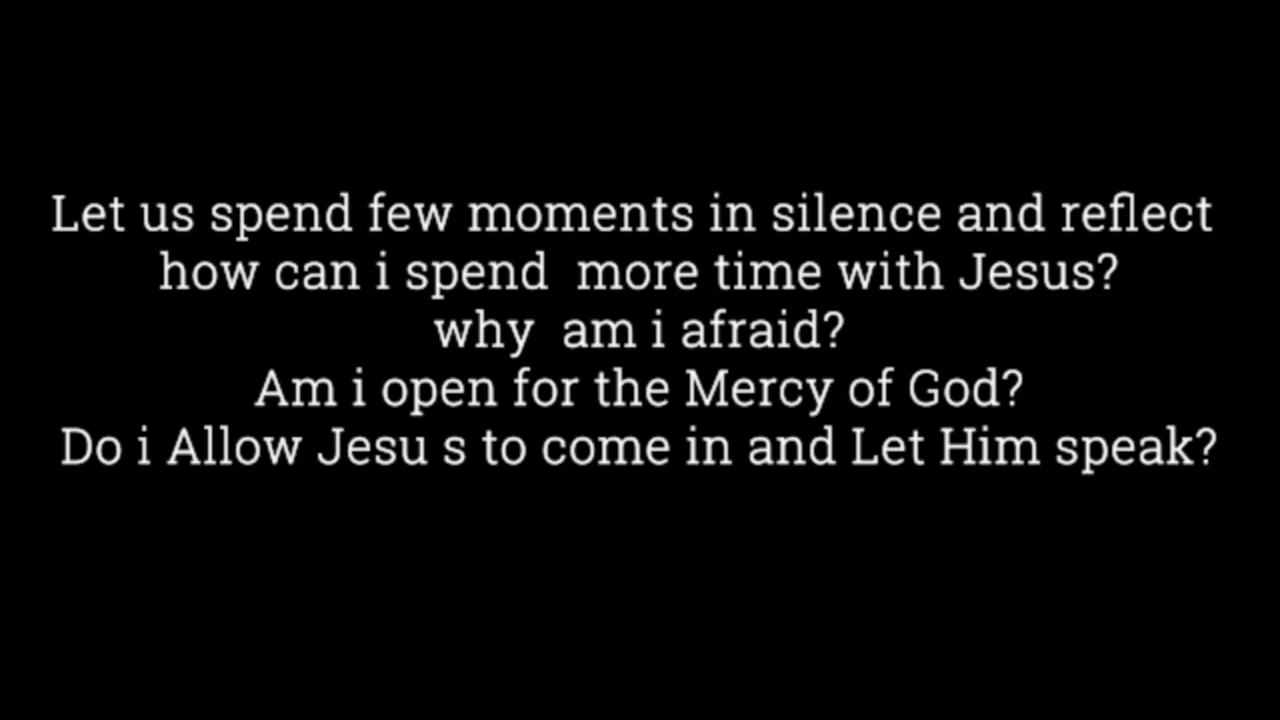 Let us spend few moments in silence and reflect
how can i spend  more time with Jesus?
why  am i afraid?
Am i open for the Mercy of God?
Do i Allow Jesu s to come in and Let Him speak?